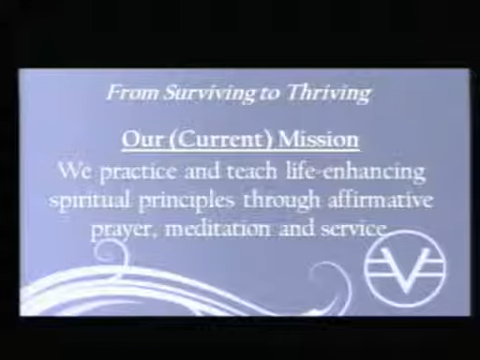 From Surviving to Thriving
Our (Current) Mission
We practice and teach life-enhancing
spiritual principles through affirmative
prayer, meditation and service.